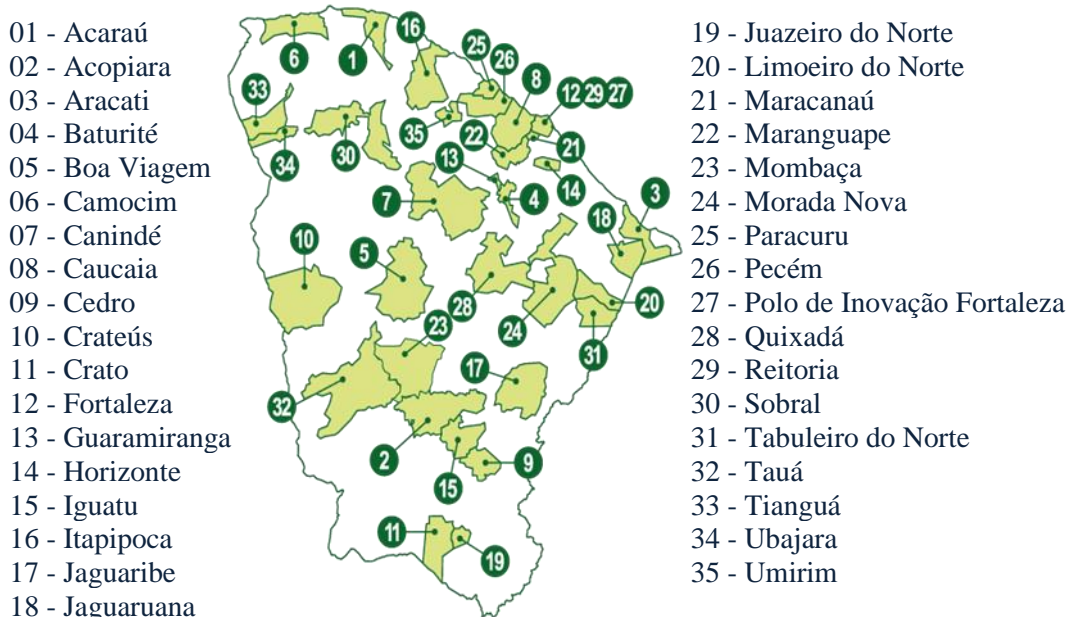 01 - Acaraú
02 - Acopiara
03 - Aracati
04 - Baturité
05 - Boa Viagem
06 - Camocim
07 - Canindé
08 - Caucaia
09 - Cedro
10 - Crateús
11 - Crato
12 - Fortaleza
13 - Guaramiranga
14 - Horizonte
15 - Iguatu
16 - Itapipoca
17 - Jaguaribe
18 - Jaguaruana
6
1
16
25
26
8
12 29 27
33
34
30
35
22
21
13
14
7
4
3
18
10
5
28
20
23
24
31
17
32
2
15
9
11
19
19 - Juazeiro do Norte
20 - Limoeiro do Norte
21 - Maracanaú
22 - Maranguape
23 - Mombaça
24 - Morada Nova
25 - Paracuru
26 - Pecém
27 - Polo de Inovação Fortaleza
28 - Quixadá
29 - Reitoria
30 - Sobral
31 - Tabuleiro do Norte
32 - Tauá
33 - Tianguá
34 - Ubajara
35 - Umirim